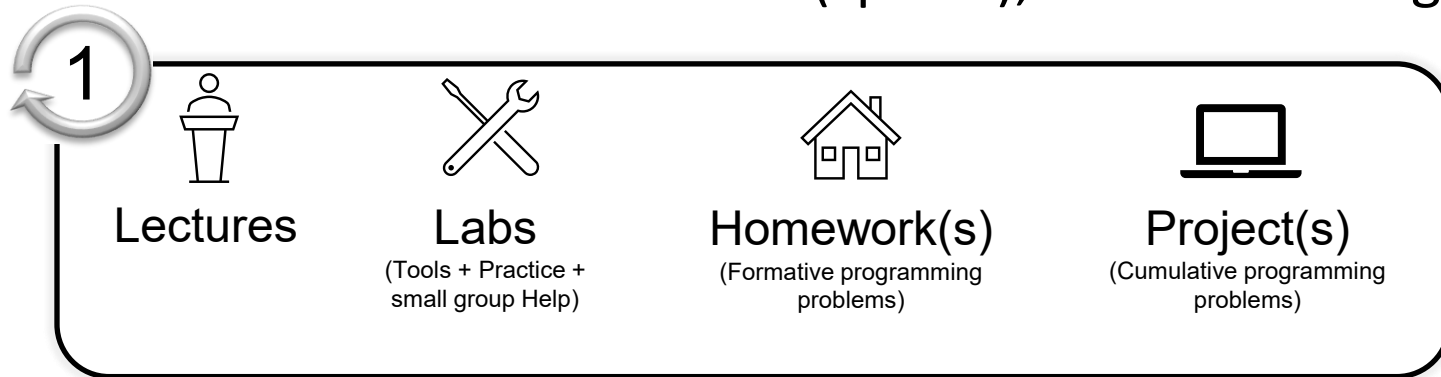 1
Lectures
Labs
(Tools + Practice +
small group Help)
Homework(s)
(Formative programming
problems)
Project(s)
(Cumulative programming
problems)